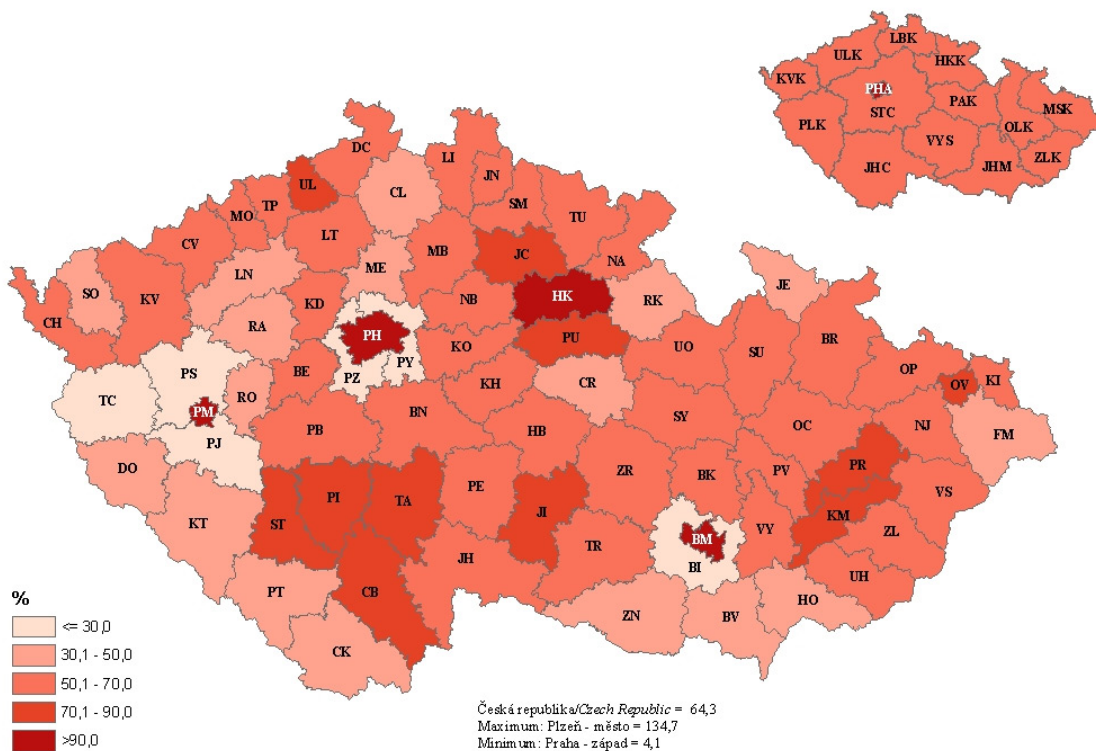 LBK
ULK
HKK
KVK
PHA
PAK
STC
MSK
PLK
OLK
VYS
ZLK
JHC
JHM
DC
LI
JN
UL
CL
SM
TP
MO
TU
LT
CV
MB
JC
NA
ME
LN
SO
KV
NB
HK
RK
JE
KD
CH
RA
PH
PU
KO
BR
UO
SU
BE
PY
PS
PZ
OP
KI
OV
CR
KH
TC
RO
PM
BN
SY
OC
NJ
PB
HB
FM
PJ
PR
DO
ZR
BK
PV
PE
VS
PI
TA
KT
ST
JI
KM
VY
ZL
BM
TR
JH
BI
UH
PT
CB
HO
ZN
BV
CK
%
<= 30,0
30,1 - 50,0
50,1 - 70,0
70,1 - 90,0
>90,0
Česká republika/Czech Republic = 64,3
Maximum: Plzeň - město = 134,7
Minimum: Praha - západ = 4,1